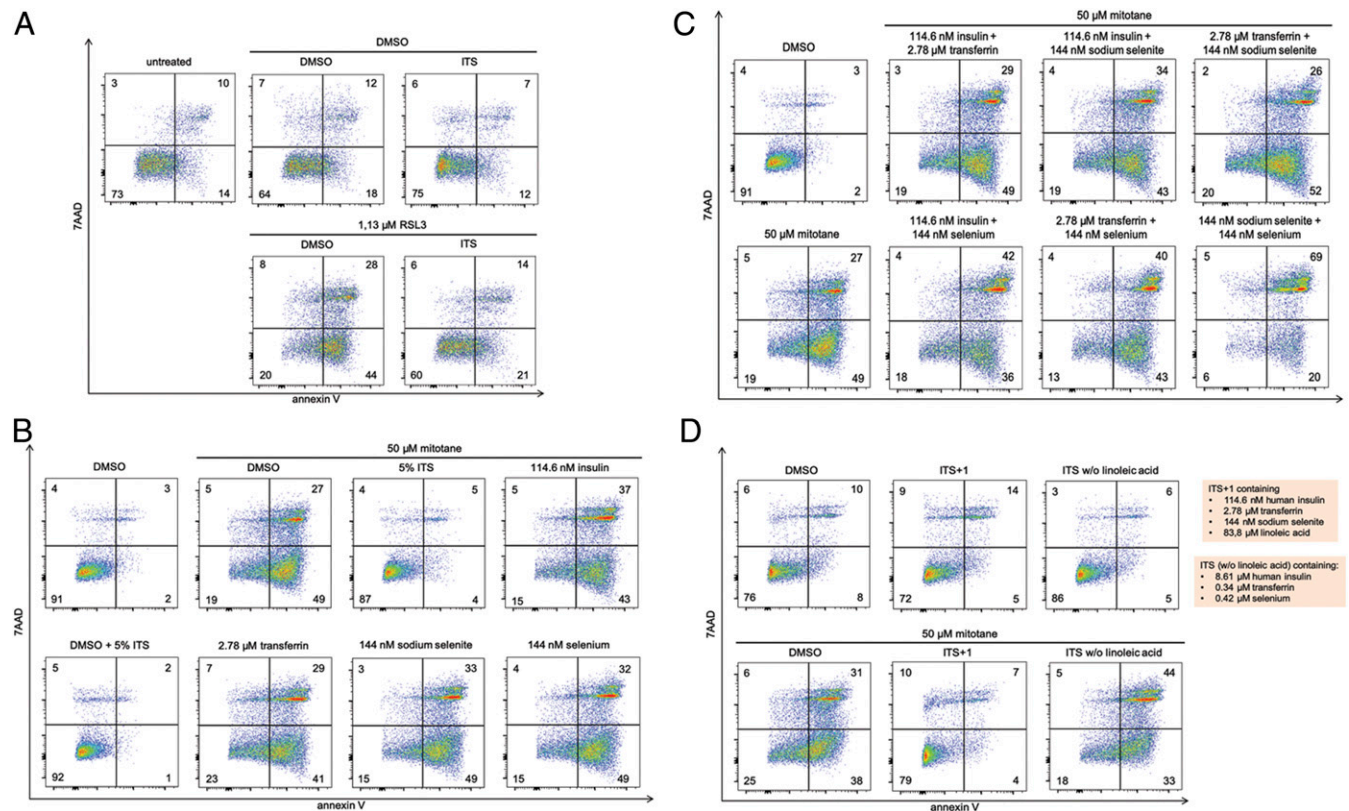 A
DMSO
untreated
DMSO
ITS
3
10
7
12
6
7
73
14
64
18
75
12
1,13 µM RSL3
DMSO
ITS
8
28
6
14
20
44
60
21
7AAD
annexin V
B
50 µM mitotane
DMSO
DMSO
5% ITS
114.6 nM insulin
4
3
5
27
4
5
5
37
91
2
19
49
87
4
15
43
DMSO + 5% ITS
2.78 µM transferrin
144 nM sodium selenite
144 nM selenium
5
2
7
29
3
33
4
32
92
1
23
41
15
49
15
49
7AAD
annexin V
C
50 µM mitotane
DMSO
114.6 nM insulin +
2.78 µM transferrin
114.6 nM insulin +
144 nM sodium selenite
2.78 µM transferrin +
144 nM sodium selenite
4
3
3
29
4
34
2
26
91
2
19
49
19
43
20
52
50 µM mitotane
114.6 nM insulin +
144 nM selenium
2.78 µM transferrin +
144 nM selenium
144 nM sodium selenite +
144 nM selenium
5
27
4
42
4
40
5
69
19
49
18
36
13
43
6
20
7AAD
D
DMSO
ITS+1
ITS w/o linoleic acid
6
10
9
14
3
6
76
8
72
5
86
5
50 µM mitotane
DMSO
ITS+1
ITS w/o linoleic acid
6
31
10
7
5
44
25
38
79
4
18
33
7AAD
annexin V
ITS+1 containing
• 114.6 nM human insulin
• 2.78 µM transferrin
• 144 nM sodium selenite
• 83,8 µM linoleic acid
ITS (w/o linoleic acid) containing:
• 8.61 µM human insulin
• 0.34 µM transferrin
• 0.42 µM selenium